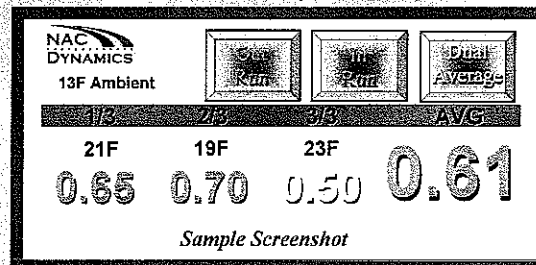 NAC
DYNAMICS
13F Ambient
Out Run
In Run
Dual Average
1/3 2/3 3/3 AVG
21F 19F 23F
0.65 0.70 0.50 0.61
Sample Screenshot